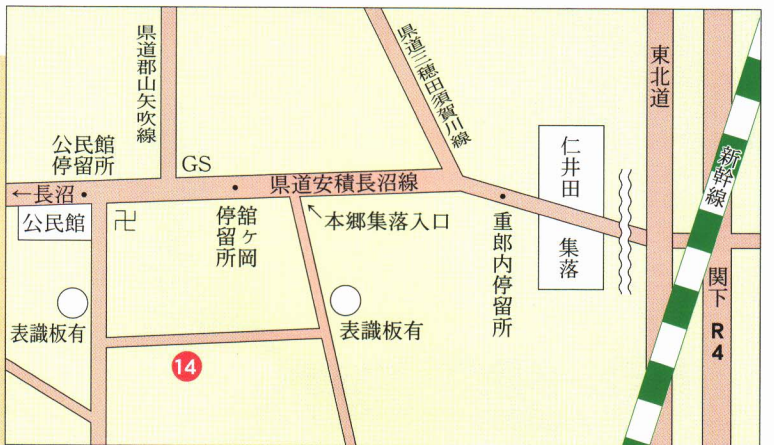 県道郡山矢吹線
県道三穂田須賀川線
東北道
新幹線
公民館
停留所
GS
←長沼
県道安積長沼線
仁井田 集落
公民館
卍
舘ヶ岡
停留所
本郷集落入口
重郎内停留所
関下
R4
表識板有
表識板有
14